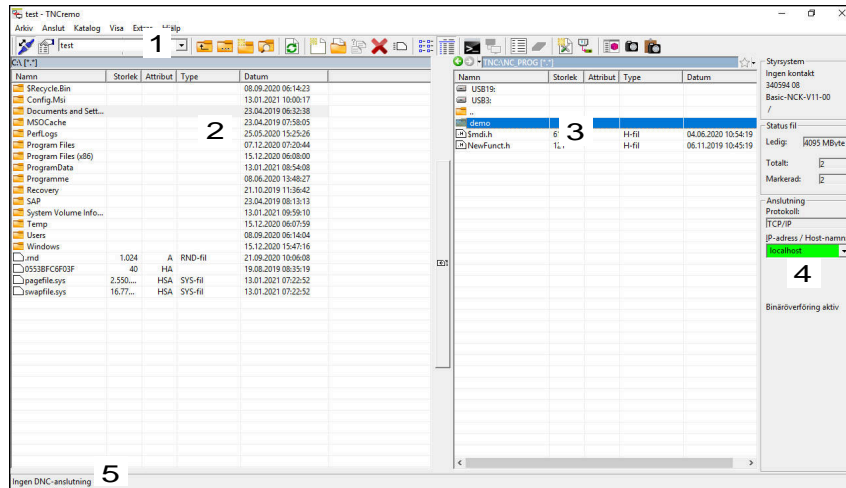 test - TNCremo
Arkiv Anslut Katalog Visa Extras Hjälp
test
1
C:\ [*.*]
Namn Storlek Attribut Type Datum
$Recycle.Bin 08.09.2020 06:14:23
Config.Msi 13.01.2021 10:00:17
Documents and Sett... 23.04.2019 06:32:38
MSOCache 23.04.2019 07:58:05
PerfLogs 25.05.2020 15:25:26
Program Files 07.12.2020 07:20:44
Program Files (x86) 15.12.2020 06:08:00
ProgramData 13.01.2021 08:54:08
Programme 08.06.2020 13:48:27
Recovery 21.10.2019 11:36:42
SAP 23.04.2019 08:13:13
System Volume Info... 13.01.2021 09:59:10
Temp 15.12.2020 06:07:59
Users 08.09.2020 06:14:04
Windows 15.12.2020 15:47:16
.rnd 1.024 A RND-fil 21.09.2020 10:06:08
0553BFC6F03F 40 HA 19.08.2019 08:35:19
pagefile.sys 2.550.... HSA SYS-fil 13.01.2021 07:22:52
swapfile.sys 16.77... HSA SYS-fil 13.01.2021 07:22:52
2
TNC:\NC_PROG [*.*]
Namn Storlek Attribut Type Datum
USB19:
USB3:
..
demo
$mdi.h H-fil 04.06.2020 10:54:19
NewFunct.h H-fil 06.11.2019 10:45:19
3
Styrsystem
Ingen kontakt
340594 08
Basic-NCK-V11-00
/
Status fil
Ledig: 4095 MByte
Totalt: 2
Markerad: 2
Anslutning
Protokoll:
TCP/IP
IP-adress / Host-namn
localhost
4
Binäröverföring aktiv
Ingen DNC-anslutning
5